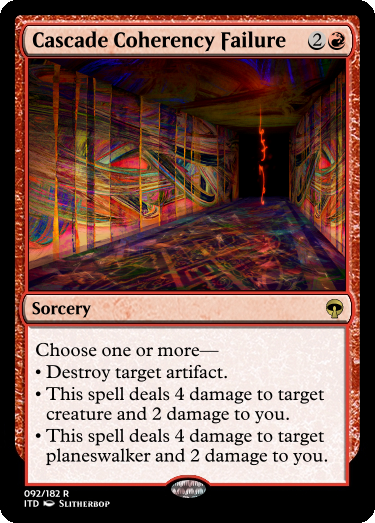 Cascade Coherency Failure 2
Sorcery
Choose one or more—
• Destroy target artifact.
• This spell deals 4 damage to target
creature and 2 damage to you.
• This spell deals 4 damage to target
planeswalker and 2 damage to you.
092/182 R
ITD Slitherbop